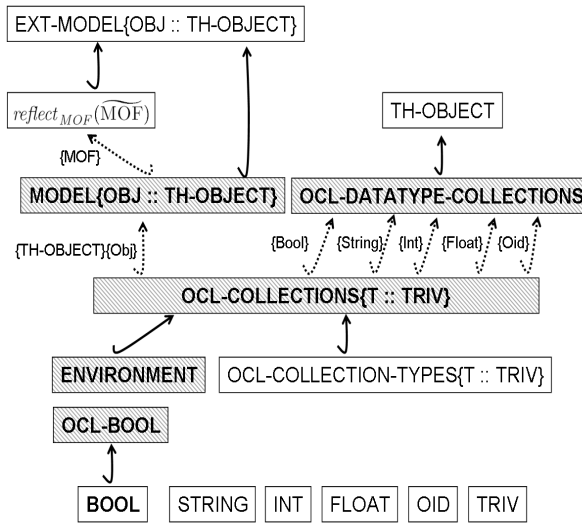 EXT-MODEL{OBJ :: TH-OBJECT}
reflect_MOF(M̃OF̃)
TH-OBJECT
{MOF}
MODEL{OBJ :: TH-OBJECT}
OCL-DATATYPE-COLLECTIONS
{TH-OBJECT}{Obj}
{Bool}
{String}
{Int}
{Float}
{Oid}
OCL-COLLECTIONS{T :: TRIV}
ENVIRONMENT
OCL-COLLECTION-TYPES{T :: TRIV}
OCL-BOOL
BOOL
STRING
INT
FLOAT
OID
TRIV